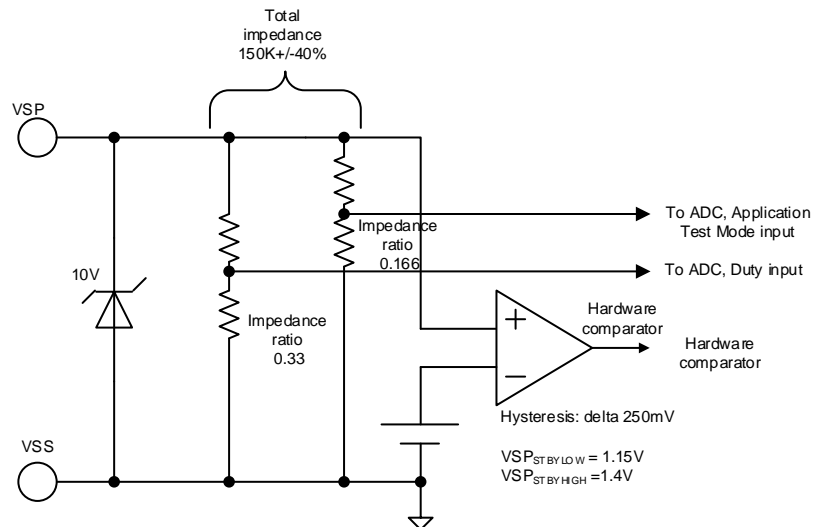 Total
impedance
150K+/-40%
VSP
To ADC, Application
Test Mode input
Impedance
ratio
0.166
To ADC, Duty input
10V
Impedance
ratio
0.33
Hardware
comparator
Hardware
comparator
Hysteresis: delta 250mV
VSS
VSPSTBYLOW = 1.15V
VSPSTBYHIGH =1.4V